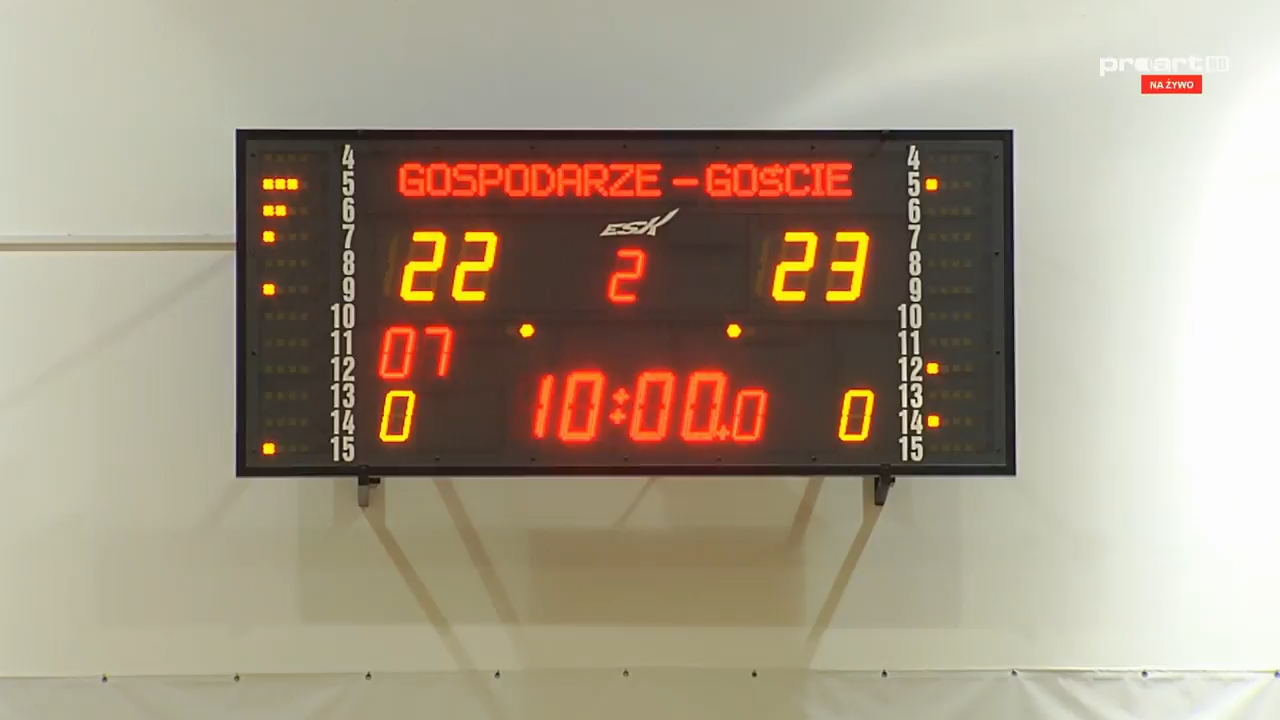 proart HD
NA ŻYWO
GOSPODARZE - GOŚCIE
ESK
22 2 23
07
0 10:00.0 0
4 4
5 5
6 6
7 7
8 8
9 9
10 10
11 11
12 12
13 13
14 14
15 15